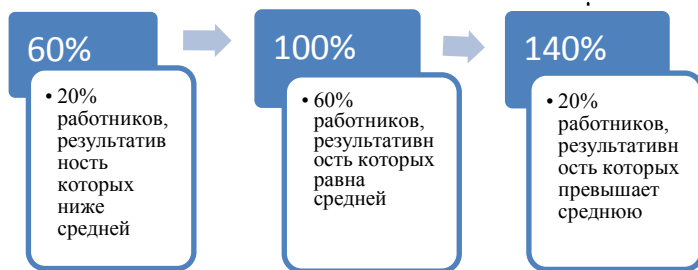 60%
• 20%
работников,
результатив
ность
которых
ниже
средней
100%
• 60%
работников,
результативн
ость которых
равна
средней
140%
• 20%
работников,
результативн
ость которых
превышает
среднюю